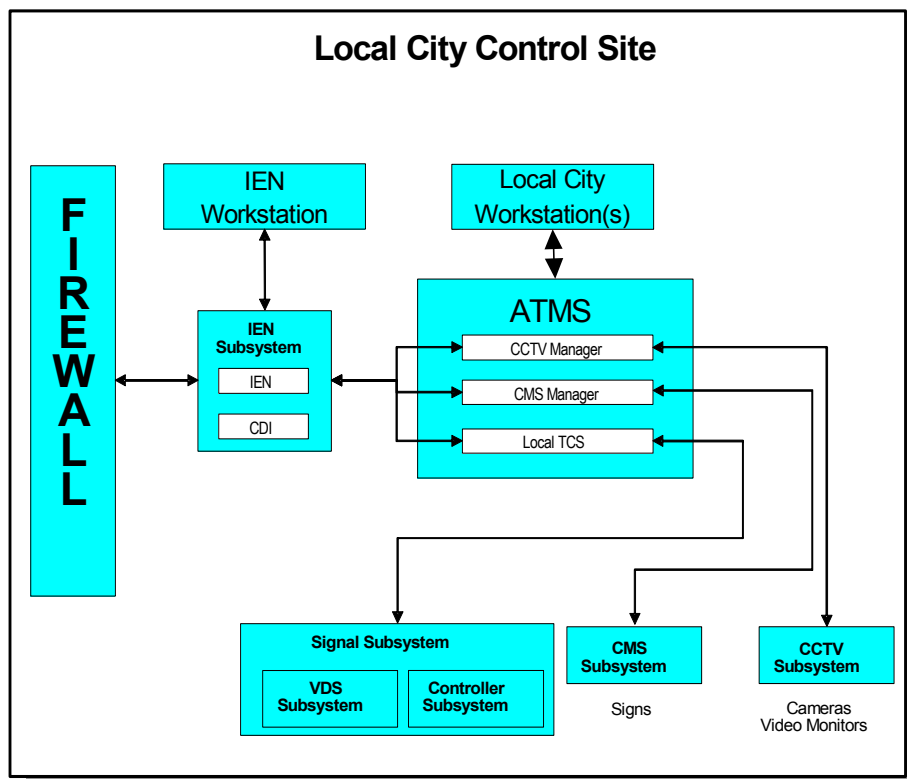 Local City Control Site
FIREWALL
IEN
Workstation
Local City
Workstation(s)
IEN
Subsystem
IEN
CDI
ATMS
CCTV Manager
CMS Manager
Local TCS
Signal Subsystem
VDS
Subsystem
Controller
Subsystem
CMS
Subsystem
Signs
CCTV
Subsystem
Cameras
Video Monitors